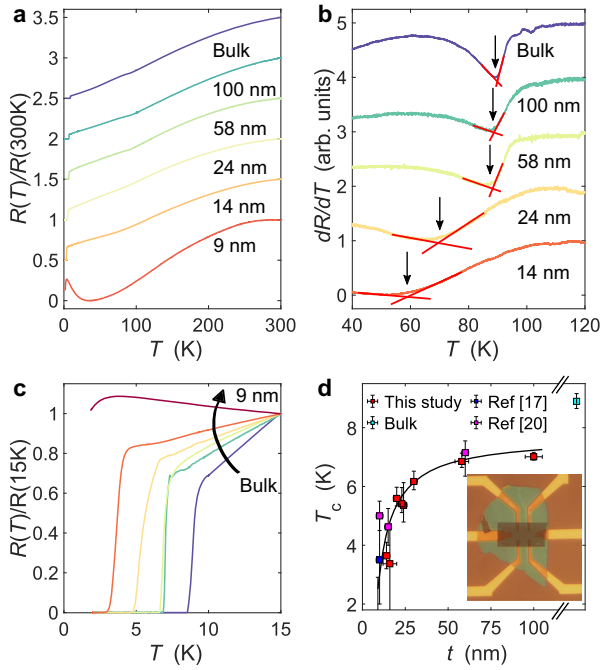 a
R(T)/R(300K)
3.5
3
2.5
2
1.5
1
0.5
0
Bulk
100 nm
58 nm
24 nm
14 nm
9 nm
0
100
200
300
T (K)
b
dR/dT (arb. units)
5
4
3
2
1
0
Bulk
100 nm
58 nm
24 nm
14 nm
40
60
80
100
120
T (K)
c
R(T)/R(15K)
1
0.8
0.6
0.4
0.2
0
9 nm
Bulk
0
5
10
15
T (K)
d
This study
Ref [17]
Bulk
Ref [20]
Tc (K)
8
6
4
2
0
25
50
75
100
t (nm)